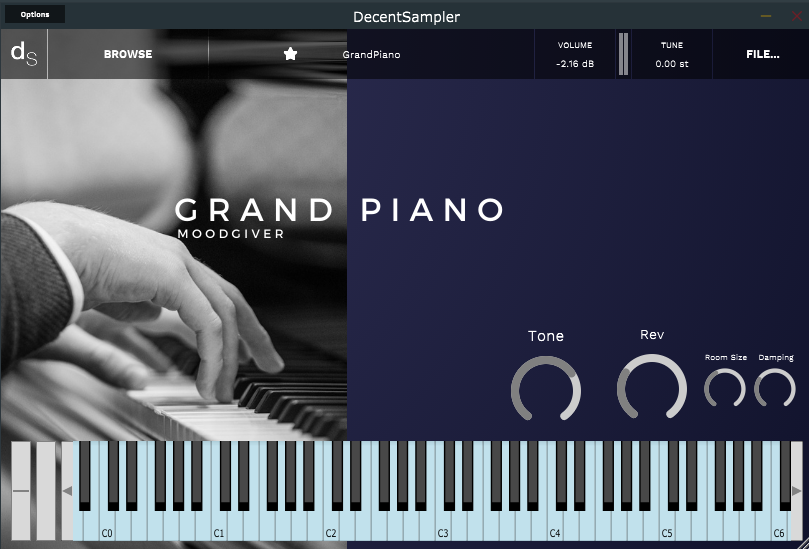 Options
DecentSampler
dS
BROWSE
GrandPiano
VOLUME
-2.16 dB
TUNE
0.00 st
FILE...
GRAND PIANO
MOODGIVER
Tone
Rev
Room Size
Damping
C0
C1
C2
C3
C4
C5
C6